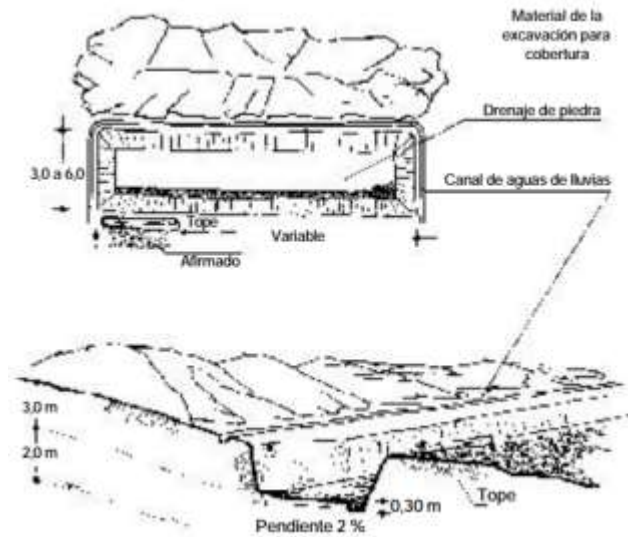 Material de la
excavación para
cobertura
Drenaje de piedra
3,0 a 6,0
Canal de aguas de lluvias
Tope
Variable
Afirmado
3,0 m
2,0 m
0,30 m
Tope
Pendiente 2 %